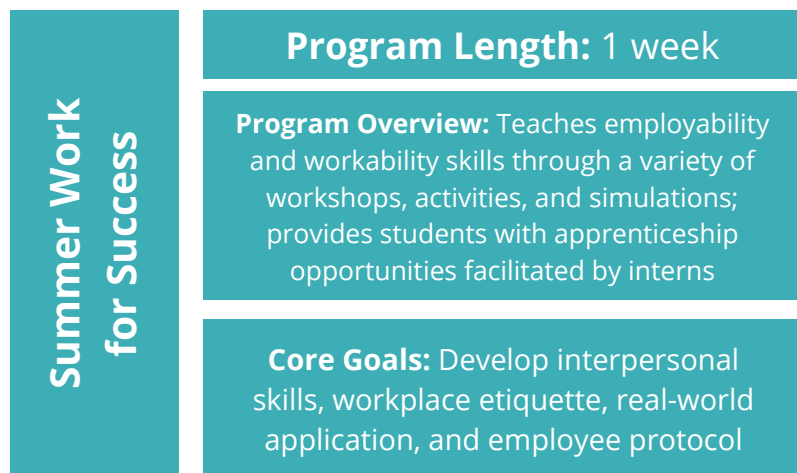 Summer Work
for Success
Program Length: 1 week
Program Overview: Teaches employability
and workability skills through a variety of
workshops, activities, and simulations;
provides students with apprenticeship
opportunities facilitated by interns
Core Goals: Develop interpersonal
skills, workplace etiquette, real-world
application, and employee protocol